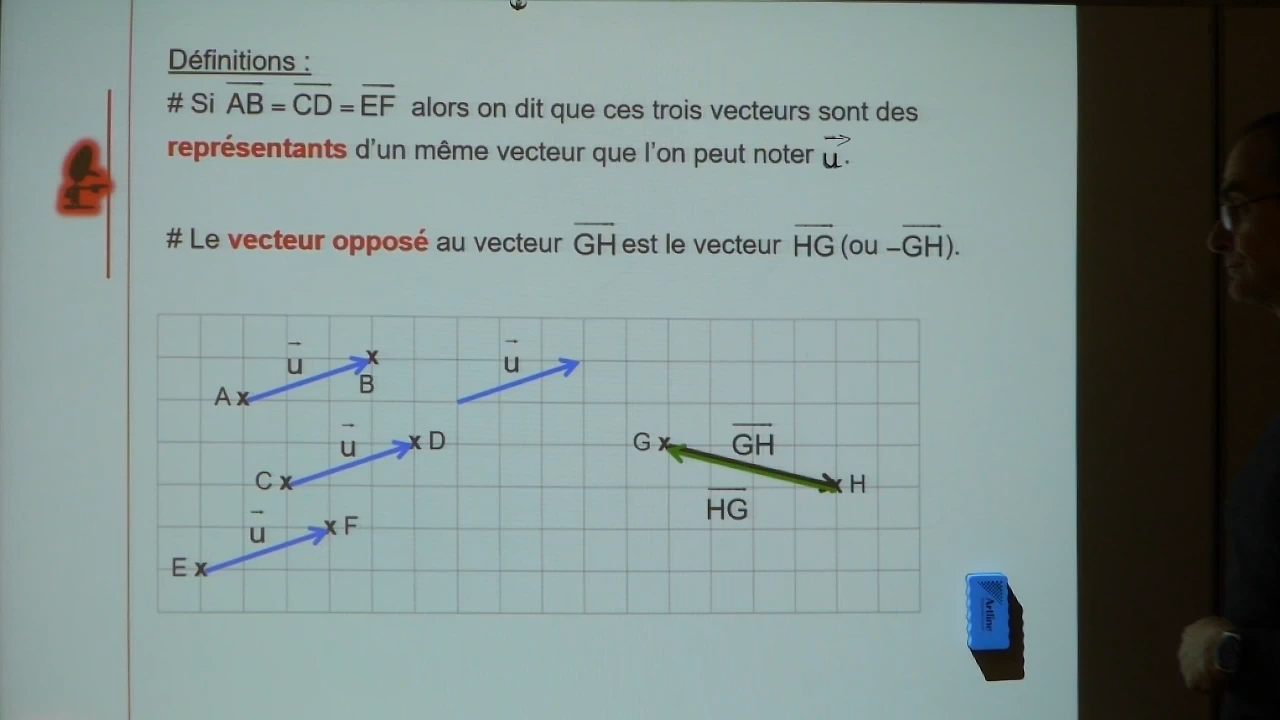 Définitions :
# Si AB = CD = EF alors on dit que ces trois vecteurs sont des
représentants d'un même vecteur que l'on peut noter u.
# Le vecteur opposé au vecteur GH est le vecteur HG (ou –GH).
u
u
A x
x
B
u
x D
G x
GH
C x
x H
u
x F
HG
E x
Artline